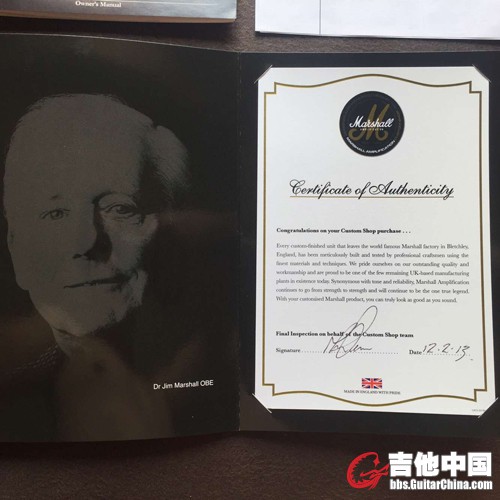 Owner's Manual
Marshall
MARSHALL AMPLIFICATION
Certificate of Authenticity
Congratulations on your Custom Shop purchase . . .
Every custom-finished unit that leaves the world famous Marshall factory in Bletchley,
England, has been meticulously built and tested by professional craftsmen using the
finest materials and techniques. We pride ourselves on our outstanding quality and
workmanship and are proud to be one of the few remaining UK-based manufacturing
plants in existence today. Synonymous with tone and reliability, Marshall Amplification
continues to go from strength to strength and will continue to be the one true legend.
With your customised Marshall product, you can truly look as good as you sound.
Final Inspection on behalf of the Custom Shop team
Signature Date 12.2.13
MADE IN ENGLAND WITH PRIDE
Dr Jim Marshall OBE
吉他中国
bbs.GuitarChina.com